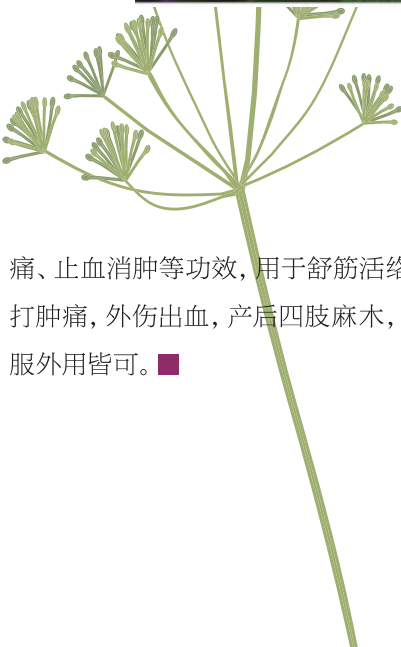 痛、止血消肿等功效，用于舒筋活络
打肿痛，外伤出血，产后四肢麻木，
服外用皆可。